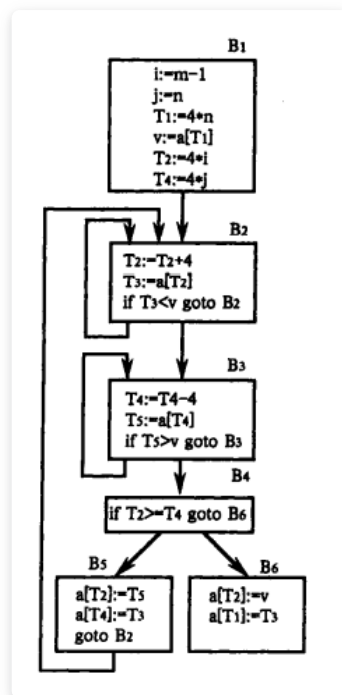 B1
i:=m-1
j:=n
T1:=4*n
v:=a[T1]
T2:=4*i
T4:=4*j
B2
T2:=T2+4
T3:=a[T2]
if T3<v goto B2
B3
T4:=T4-4
T5:=a[T4]
if T5>v goto B3
B4
if T2>=T4 goto B6
B5
a[T2]:=T5
a[T4]:=T3
goto B2
B6
a[T2]:=v
a[T1]:=T3